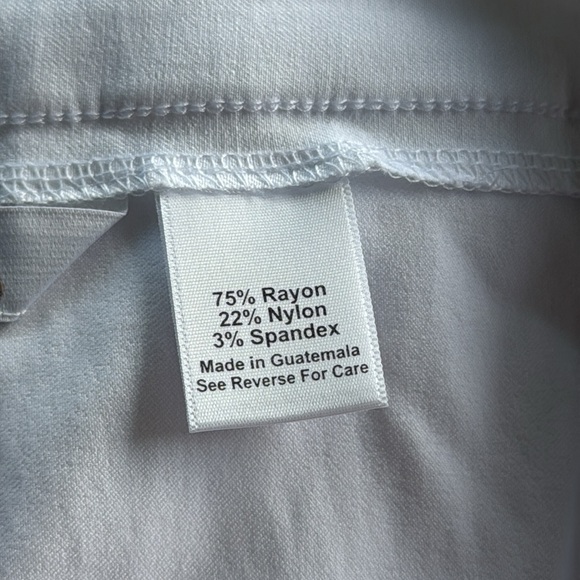 75% Rayon
22% Nylon
3% Spandex
Made in Guatemala
See Reverse For Care